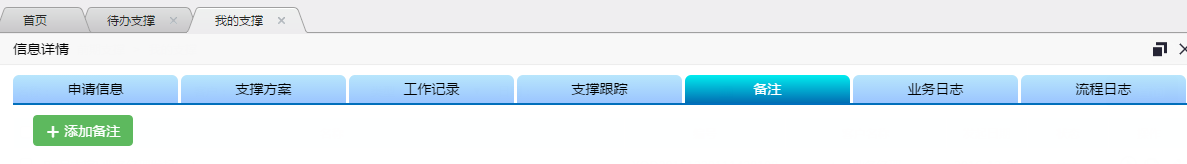 首页 待办支撑 我的支撑
信息详情
申请信息 支撑方案 工作记录 支撑跟踪 备注 业务日志 流程日志
添加备注